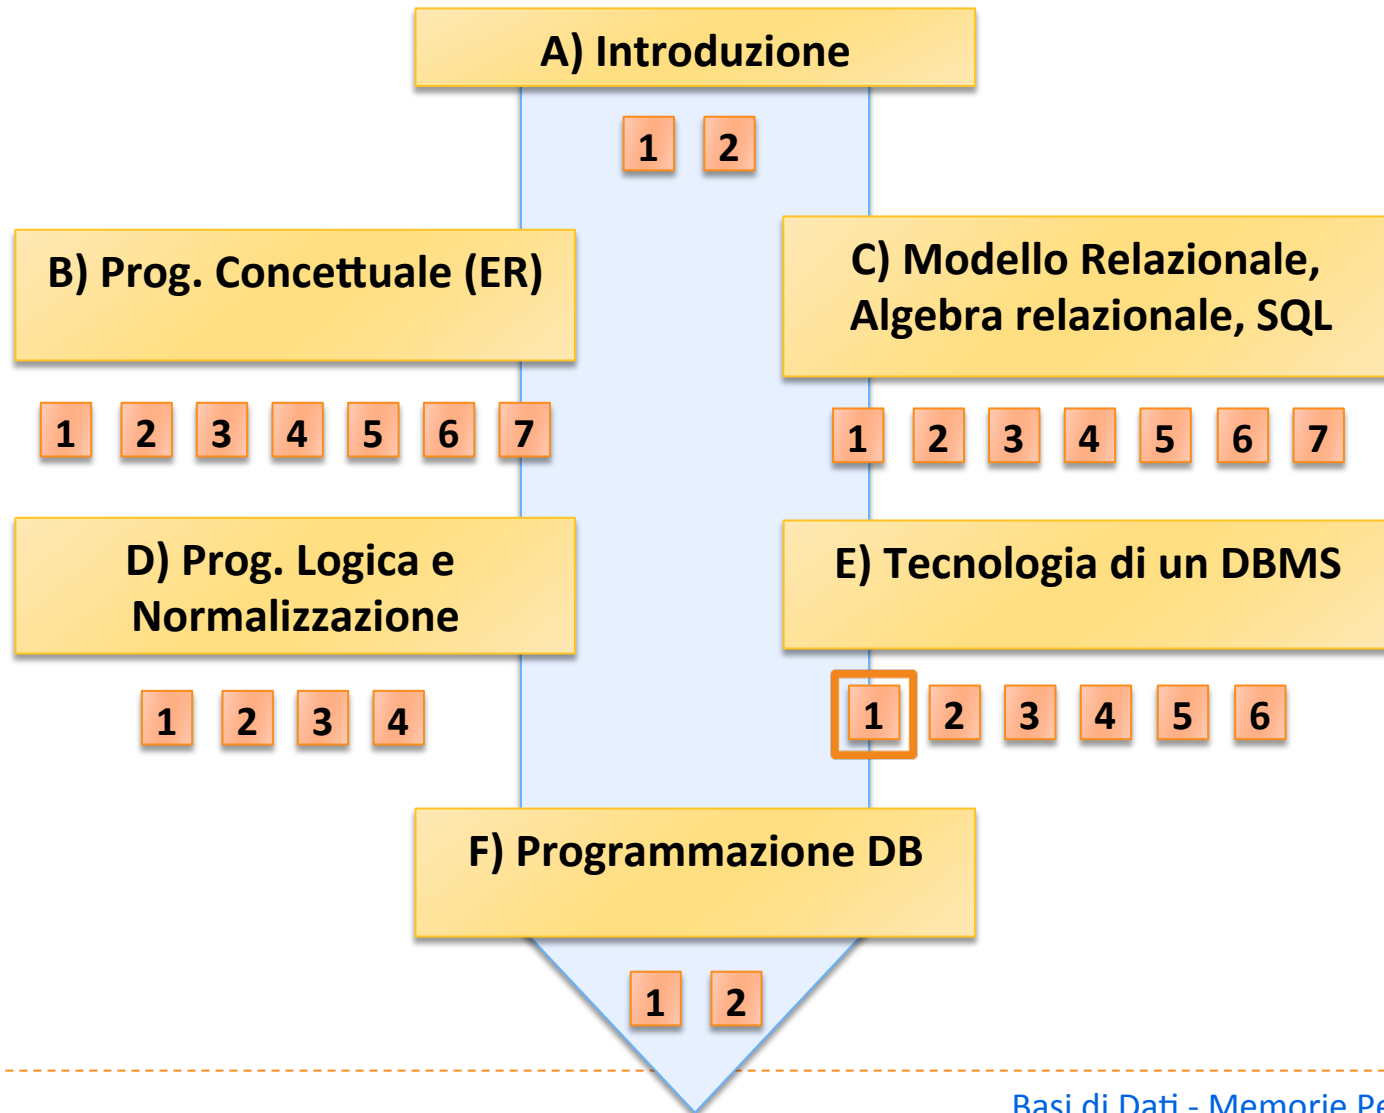 A) Introduzione
1 2
B) Prog. Concettuale (ER)
C) Modello Relazionale,
Algebra relazionale, SQL
1 2 3 4 5 6 7
1 2 3 4 5 6 7
D) Prog. Logica e
Normalizzazione
E) Tecnologia di un DBMS
1 2 3 4
1 2 3 4 5 6
F) Programmazione DB
1 2
Basi di Dati - Memorie